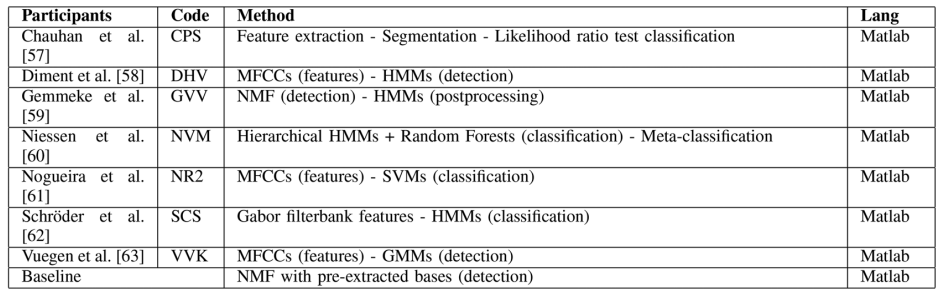 Participants Code Method Lang
Chauhan et al. CPS Feature extraction - Segmentation - Likelihood ratio test classification Matlab
[57]
Diment et al. [58] DHV MFCCs (features) - HMMs (detection) Matlab
Gemmeke et al. GVV NMF (detection) - HMMs (postprocessing) Matlab
[59]
Niessen et al. NVM Hierarchical HMMs + Random Forests (classification) - Meta-classification Matlab
[60]
Nogueira et al. NR2 MFCCs (features) - SVMs (classification) Matlab
[61]
Schröder et al. SCS Gabor filterbank features - HMMs (classification) Matlab
[62]
Vuegen et al. [63] VVK MFCCs (features) - GMMs (detection) Matlab
Baseline NMF with pre-extracted bases (detection) Matlab